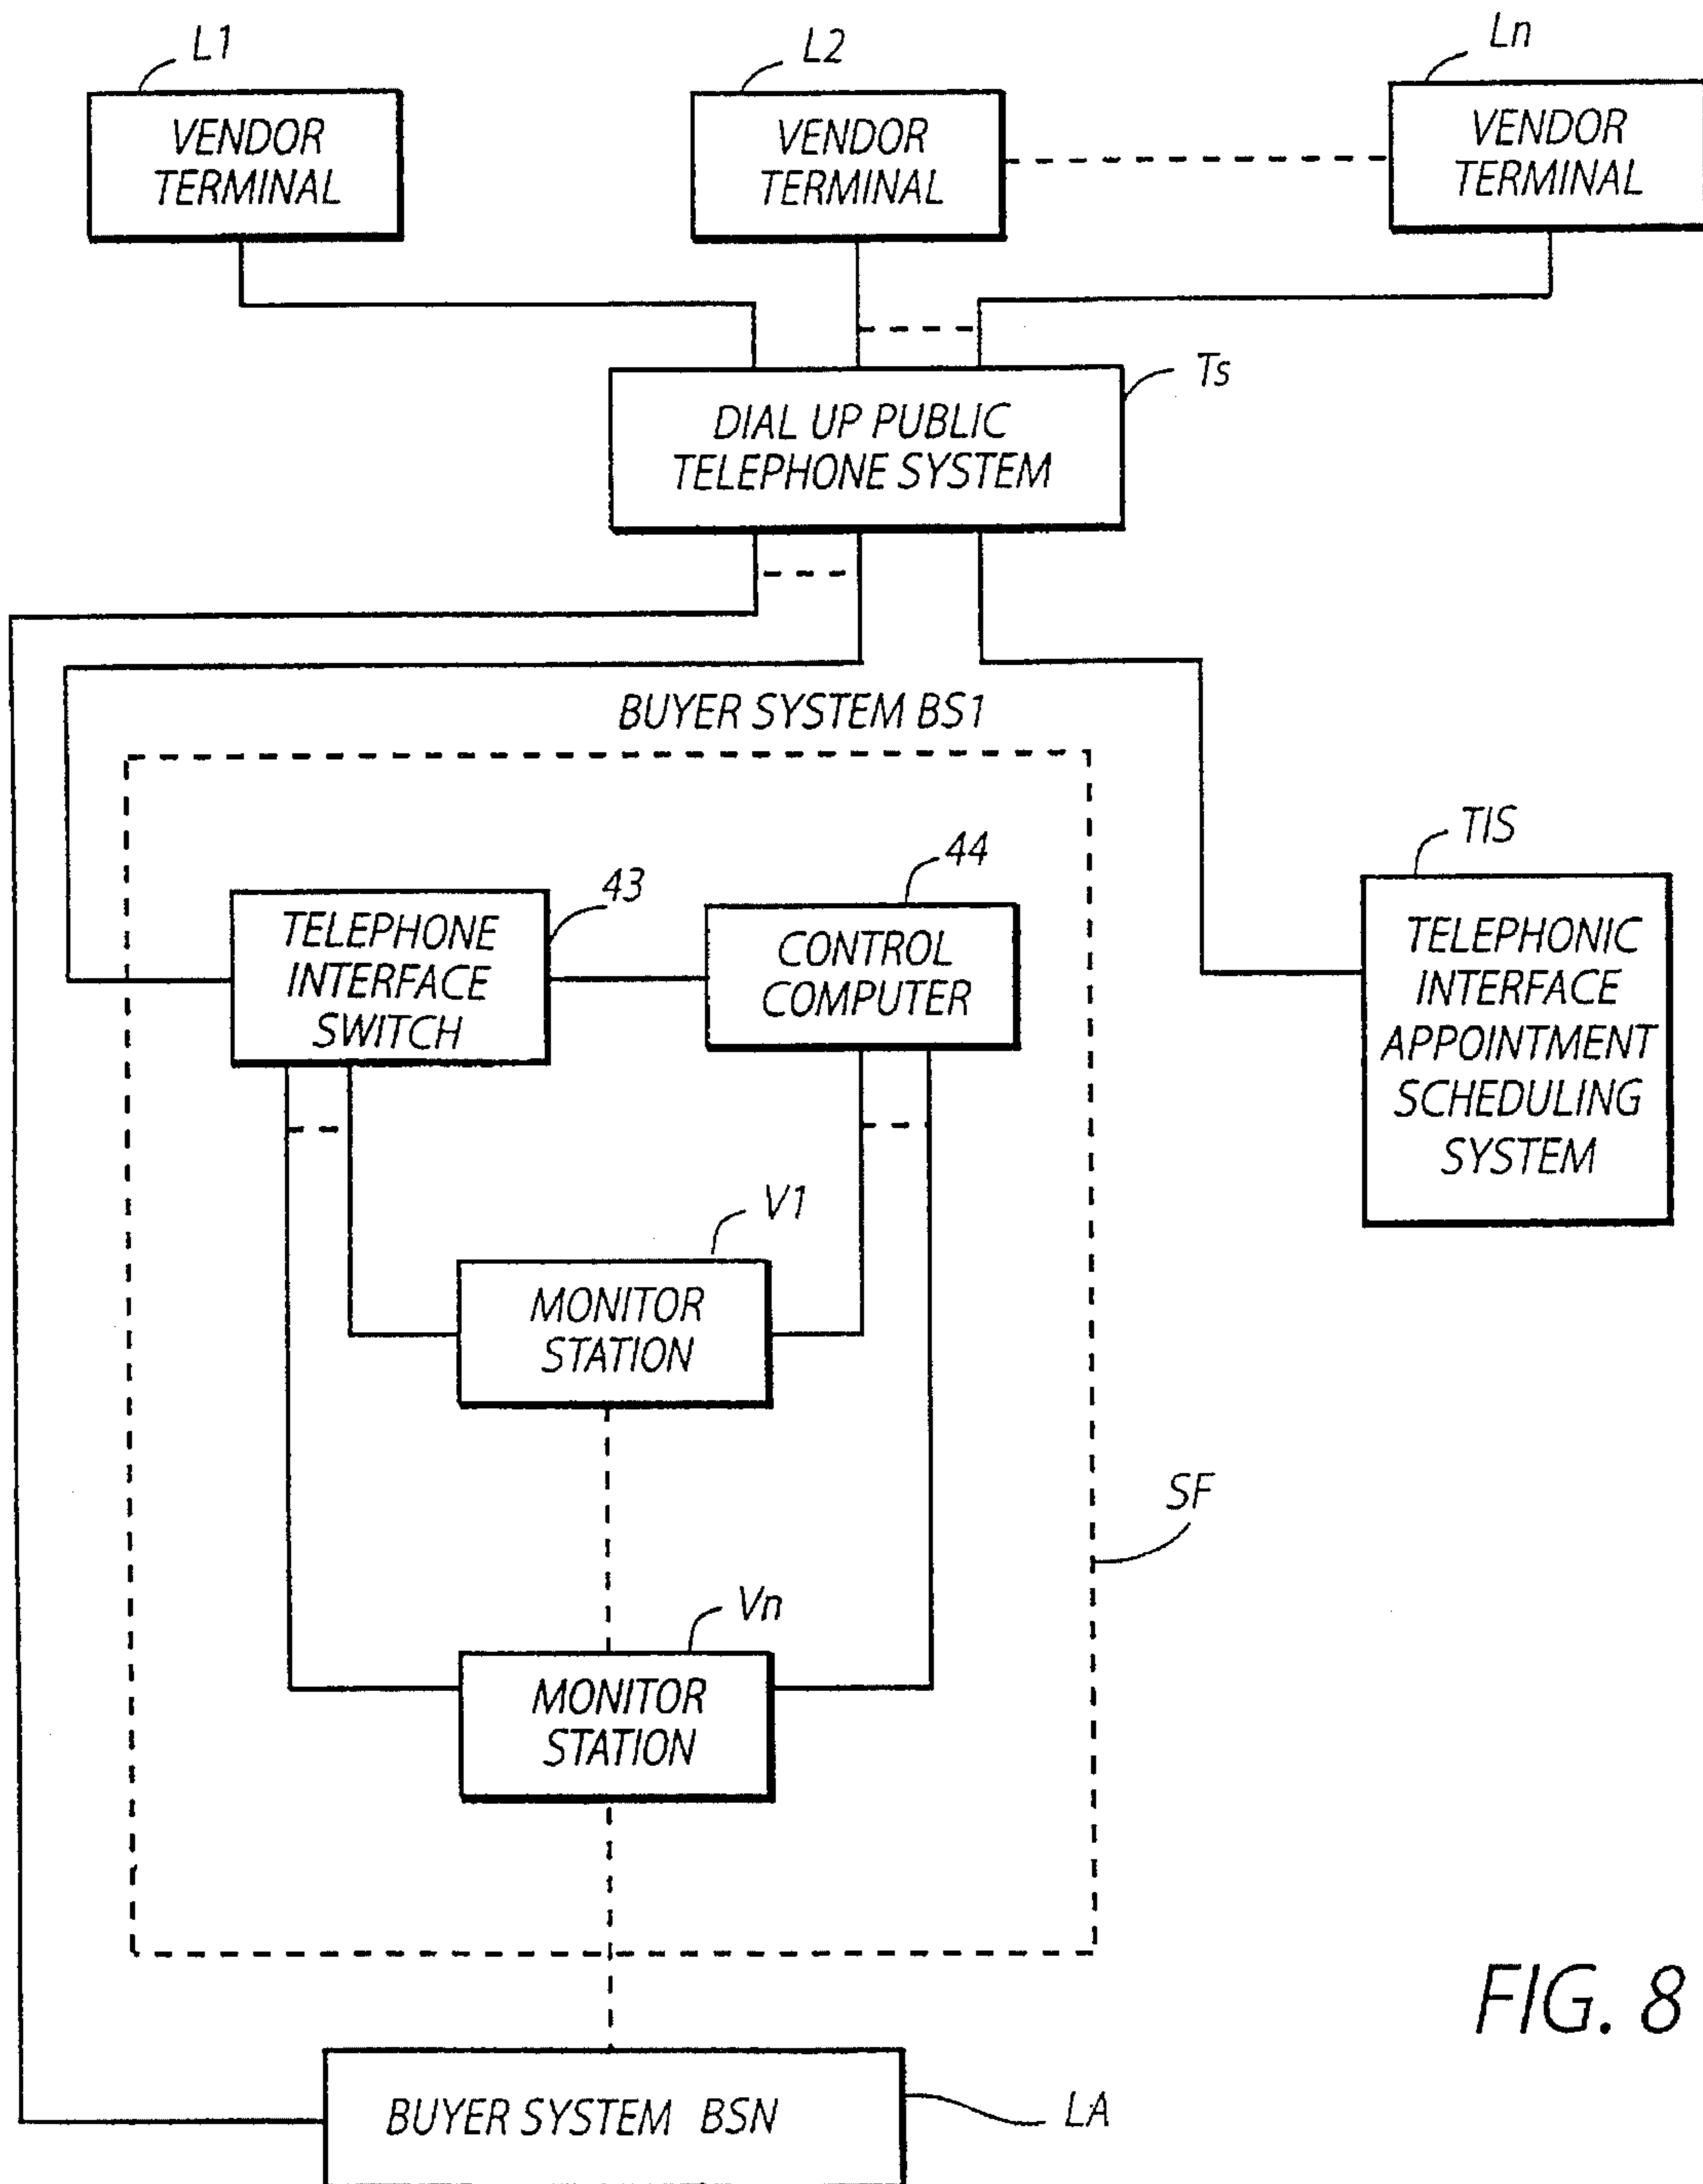 L1
L2
Ln
VENDOR
TERMINAL
VENDOR
TERMINAL
VENDOR
TERMINAL
Ts
DIAL UP PUBLIC
TELEPHONE SYSTEM
BUYER SYSTEM BS1
TIS
43
44
TELEPHONE
INTERFACE
SWITCH
CONTROL
COMPUTER
TELEPHONIC
INTERFACE
APPOINTMENT
SCHEDULING
SYSTEM
V1
MONITOR
STATION
SF
Vn
MONITOR
STATION
FIG. 8
BUYER SYSTEM BSN
LA